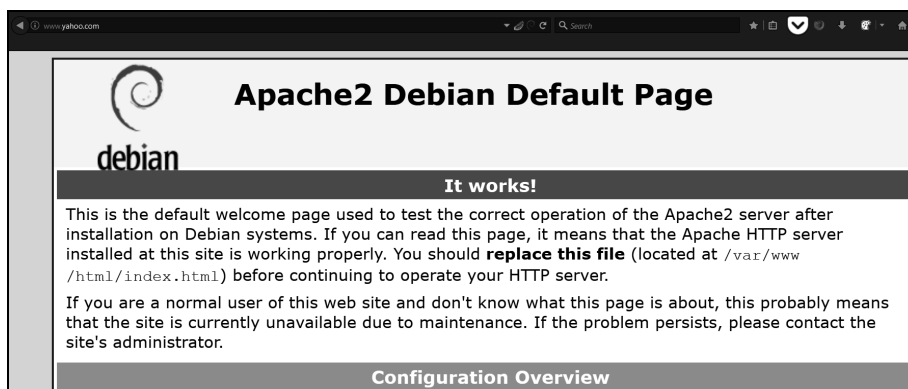 www.yahoo.com
Search
debian
Apache2 Debian Default Page
It works!
This is the default welcome page used to test the correct operation of the Apache2 server after
installation on Debian systems. If you can read this page, it means that the Apache HTTP server
installed at this site is working properly. You should replace this file (located at /var/www
/html/index.html) before continuing to operate your HTTP server.
If you are a normal user of this web site and don't know what this page is about, this probably means
that the site is currently unavailable due to maintenance. If the problem persists, please contact the
site's administrator.
Configuration Overview